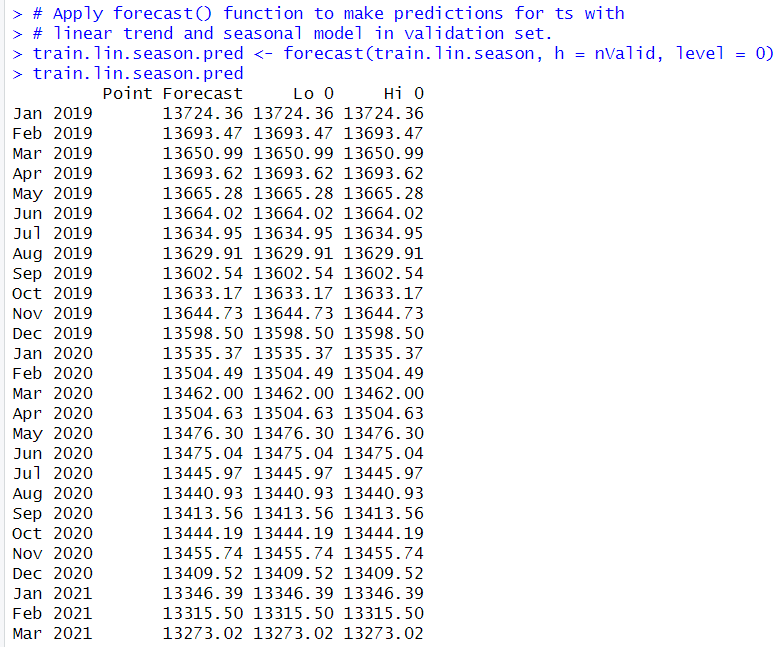 > # Apply forecast() function to make predictions for ts with
> # linear trend and seasonal model in validation set.
> train.lin.season.pred <- forecast(train.lin.season, h = nValid, level = 0)
> train.lin.season.pred
         Point Forecast     Lo 0     Hi 0
Jan 2019       13724.36 13724.36 13724.36
Feb 2019       13693.47 13693.47 13693.47
Mar 2019       13650.99 13650.99 13650.99
Apr 2019       13693.62 13693.62 13693.62
May 2019       13665.28 13665.28 13665.28
Jun 2019       13664.02 13664.02 13664.02
Jul 2019       13634.95 13634.95 13634.95
Aug 2019       13629.91 13629.91 13629.91
Sep 2019       13602.54 13602.54 13602.54
Oct 2019       13633.17 13633.17 13633.17
Nov 2019       13644.73 13644.73 13644.73
Dec 2019       13598.50 13598.50 13598.50
Jan 2020       13535.37 13535.37 13535.37
Feb 2020       13504.49 13504.49 13504.49
Mar 2020       13462.00 13462.00 13462.00
Apr 2020       13504.63 13504.63 13504.63
May 2020       13476.30 13476.30 13476.30
Jun 2020       13475.04 13475.04 13475.04
Jul 2020       13445.97 13445.97 13445.97
Aug 2020       13440.93 13440.93 13440.93
Sep 2020       13413.56 13413.56 13413.56
Oct 2020       13444.19 13444.19 13444.19
Nov 2020       13455.74 13455.74 13455.74
Dec 2020       13409.52 13409.52 13409.52
Jan 2021       13346.39 13346.39 13346.39
Feb 2021       13315.50 13315.50 13315.50
Mar 2021       13273.02 13273.02 13273.02